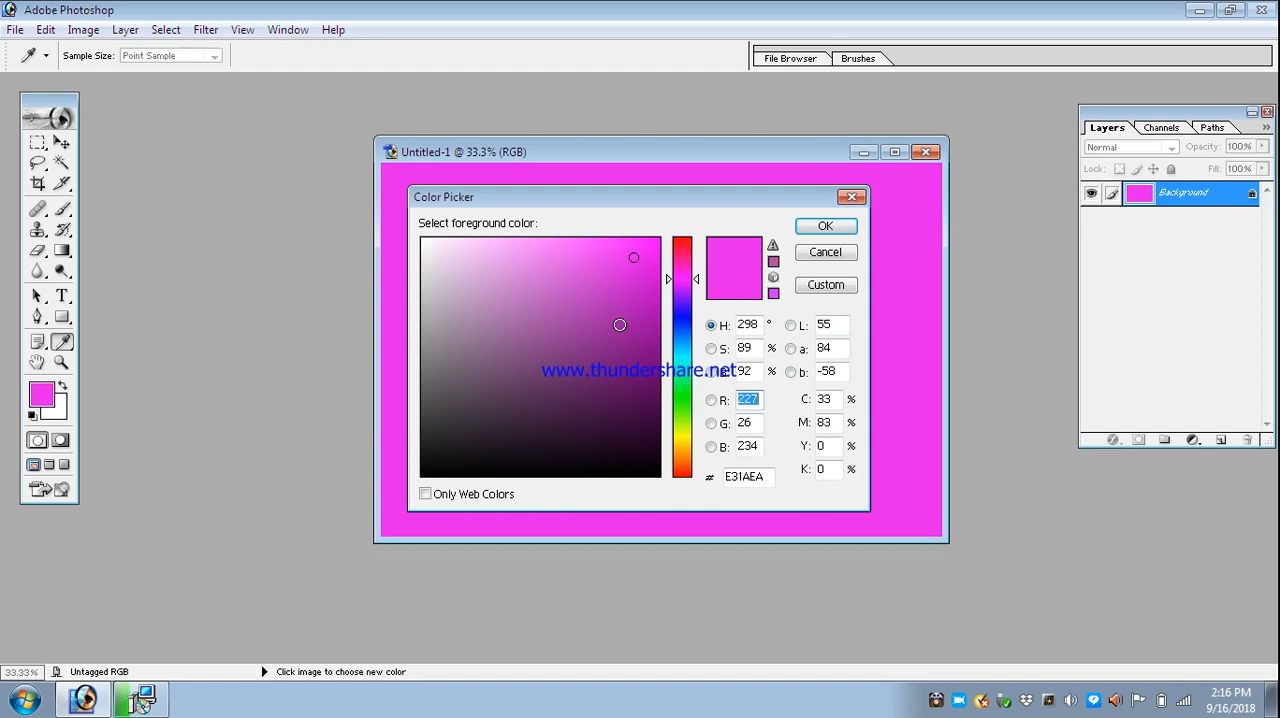 Adobe Photoshop
File Edit Image Layer Select Filter View Window Help
Sample Size: Point Sample
File Browser Brushes
Untitled-1 @ 33.3% (RGB)
Layers Channels Paths
Normal Opacity: 100%
Lock: Fill: 100%
Background
Color Picker
Select foreground color:
OK
Cancel
Custom
H: 298 ° L: 55
S: 89 % a: 84
92 % b: -58
www.thundershare.net
R: 227 C: 33 %
G: 26 M: 83 %
B: 234 Y: 0 %
K: 0 %
# E31AEA
Only Web Colors
33.33% Untagged RGB Click image to choose new color
2:16 PM
9/16/2018